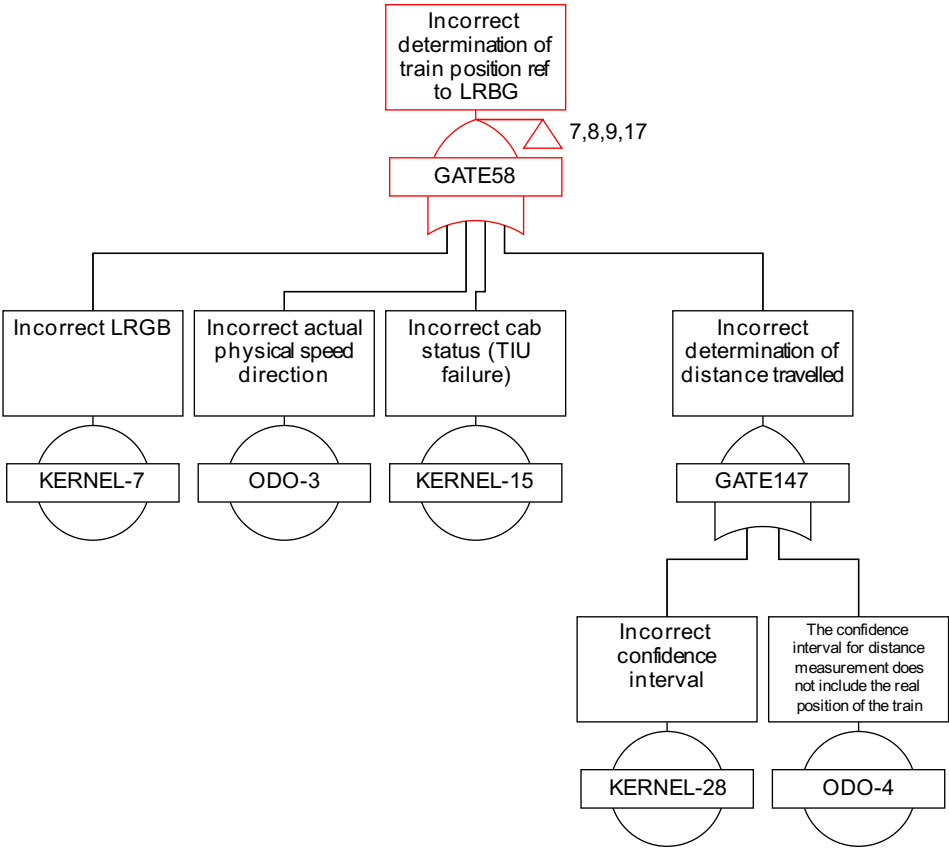 Incorrect
determination of
train position ref
to LRBG
7,8,9,17
GATE58
Incorrect LRGB
Incorrect actual
physical speed
direction
Incorrect cab
status (TIU
failure)
Incorrect
determination of
distance travelled
KERNEL-7
ODO-3
KERNEL-15
GATE147
Incorrect
confidence
interval
The confidence
interval for distance
measurement does
not include the real
position of the train
KERNEL-28
ODO-4